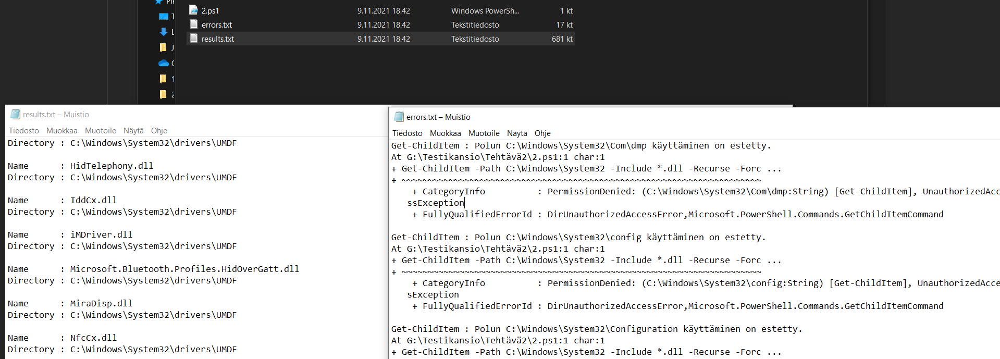 2.ps1 9.11.2021 18.42 Windows PowerSh... 1 kt
errors.txt 9.11.2021 18.42 Tekstitiedosto 17 kt
results.txt 9.11.2021 18.42 Tekstitiedosto 681 kt
results.txt – Muistio
Tiedosto Muokkaa Muotoile Näytä Ohje
Directory : C:\Windows\System32\drivers\UMDF
Name : HidTelephony.dll
Directory : C:\Windows\System32\drivers\UMDF
Name : IddCx.dll
Directory : C:\Windows\System32\drivers\UMDF
Name : iMDriver.dll
Directory : C:\Windows\System32\drivers\UMDF
Name : Microsoft.Bluetooth.Profiles.HidOverGatt.dll
Directory : C:\Windows\System32\drivers\UMDF
Name : MiraDisp.dll
Directory : C:\Windows\System32\drivers\UMDF
Name : NfcCx.dll
Directory : C:\Windows\System32\drivers\UMDF
errors.txt – Muistio
Tiedosto Muokkaa Muotoile Näytä Ohje
Get-ChildItem : Polun C:\Windows\System32\Com\dmp käyttäminen on estetty.
At G:\Testikansio\Tehtävä2\2.ps1:1 char:1
+ Get-ChildItem -Path C:\Windows\System32 -Include *.dll -Recurse -Forc ...
+ ~~~~~~~~~~~~~~~~~~~~~~~~~~~~~~~~~~~~~~~~~~~~~~~~~~~~~~~~~~~~~~~~~~~~~
+ CategoryInfo : PermissionDenied: (C:\Windows\System32\Com\dmp:String) [Get-ChildItem], UnauthorizedAcc
ssException
+ FullyQualifiedErrorId : DirUnauthorizedAccessError,Microsoft.PowerShell.Commands.GetChildItemCommand
Get-ChildItem : Polun C:\Windows\System32\config käyttäminen on estetty.
At G:\Testikansio\Tehtävä2\2.ps1:1 char:1
+ Get-ChildItem -Path C:\Windows\System32 -Include *.dll -Recurse -Forc ...
+ ~~~~~~~~~~~~~~~~~~~~~~~~~~~~~~~~~~~~~~~~~~~~~~~~~~~~~~~~~~~~~~~~~~~~~
+ CategoryInfo : PermissionDenied: (C:\Windows\System32\config:String) [Get-ChildItem], UnauthorizedAcce
sException
+ FullyQualifiedErrorId : DirUnauthorizedAccessError,Microsoft.PowerShell.Commands.GetChildItemCommand
Get-ChildItem : Polun C:\Windows\System32\Configuration käyttäminen on estetty.
At G:\Testikansio\Tehtävä2\2.ps1:1 char:1
+ Get-ChildItem -Path C:\Windows\System32 -Include *.dll -Recurse -Forc ...